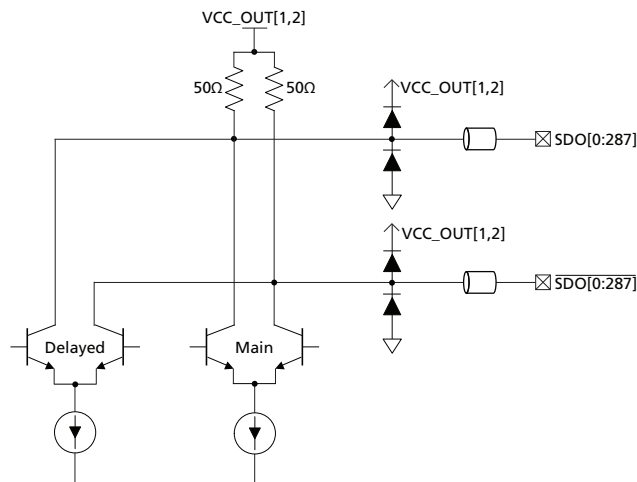 VCC_OUT[1,2]
50Ω 50Ω
VCC_OUT[1,2]
SDO[0:287]
VCC_OUT[1,2]
SDO[0:287]
Delayed Main